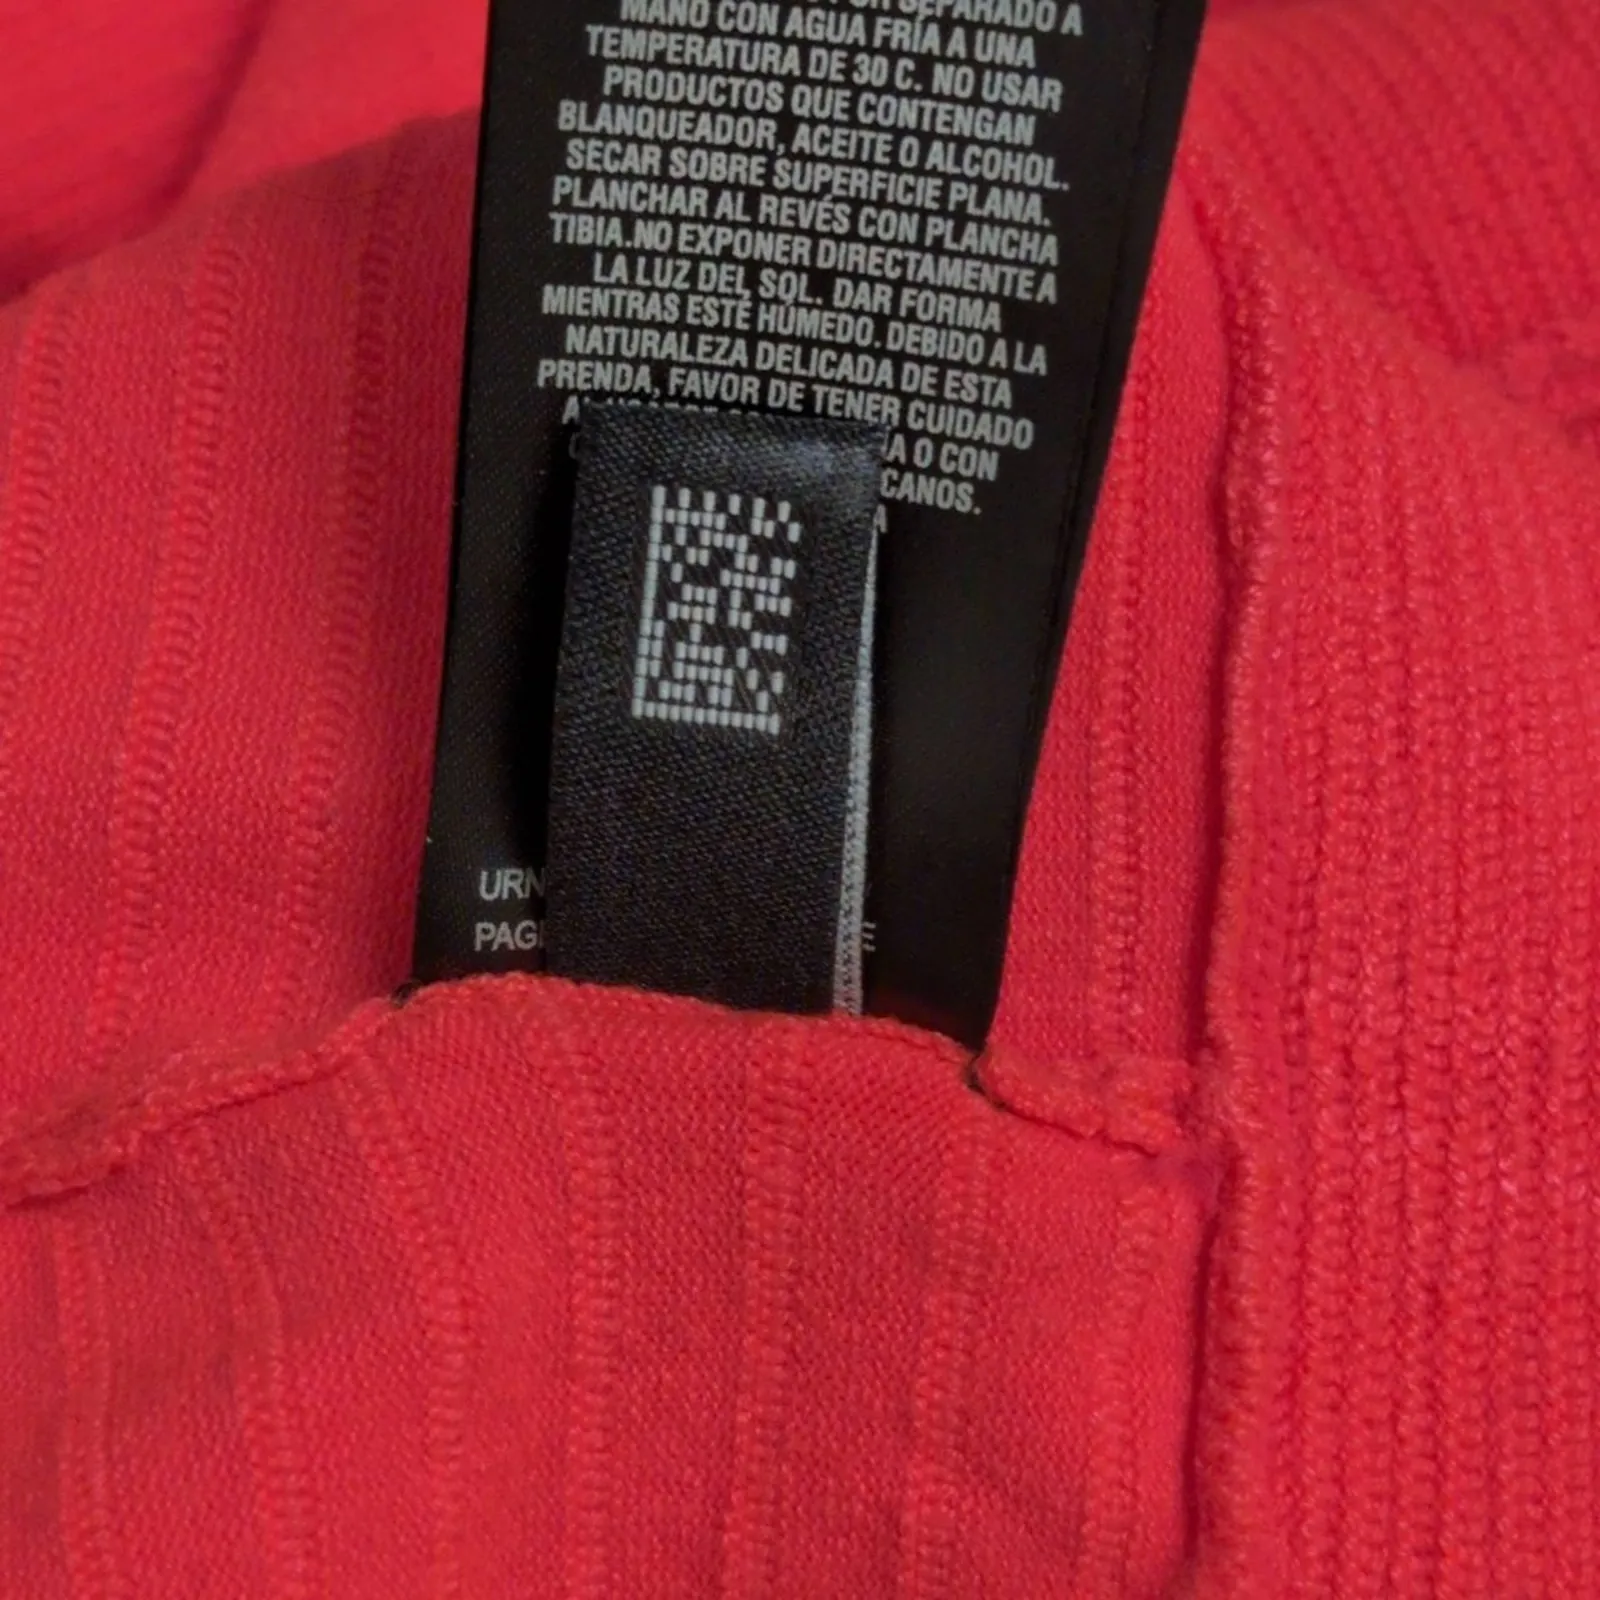 SEPARADO A
MANO CON AGUA FRÍA A UNA
TEMPERATURA DE 30 C. NO USAR
PRODUCTOS QUE CONTENGAN
BLANQUEADOR, ACEITE O ALCOHOL.
SECAR SOBRE SUPERFICIE PLANA.
PLANCHAR AL REVÉS CON PLANCHA
TIBIA.NO EXPONER DIRECTAMENTE A
LA LUZ DEL SOL. DAR FORMA
MIENTRAS ESTÉ HÚMEDO. DEBIDO A LA
NATURALEZA DELICADA DE ESTA
PRENDA, FAVOR DE TENER CUIDADO
A O CON
CANOS.
URN
PAG